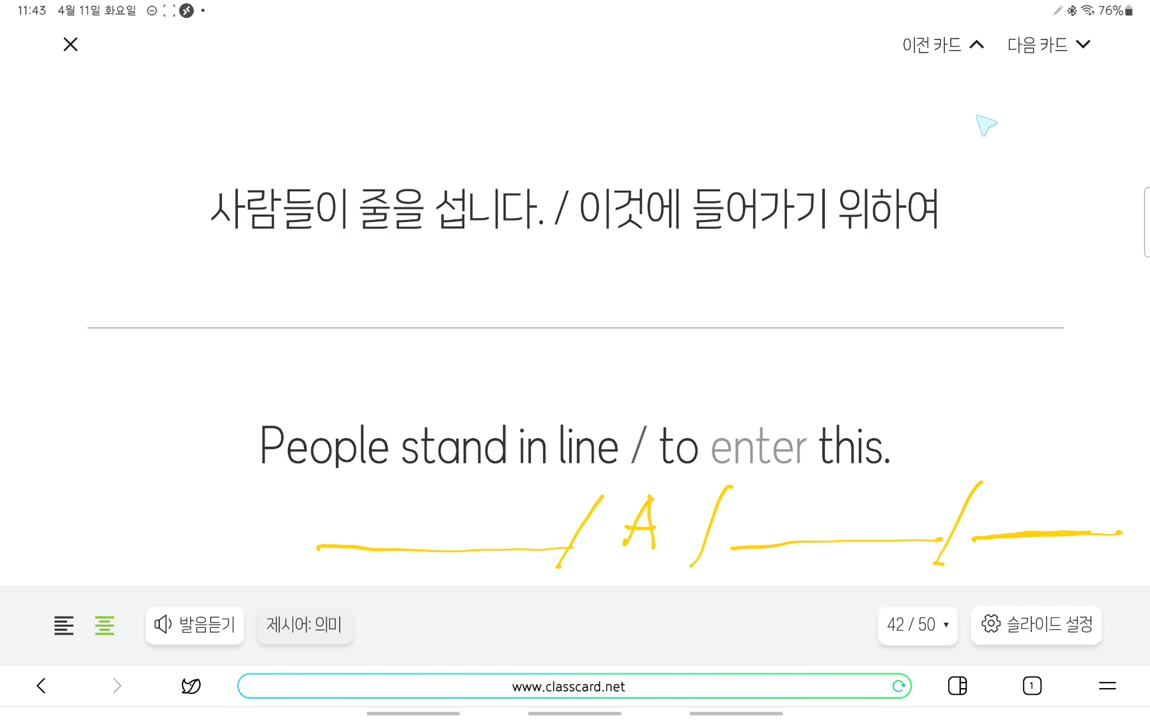 11:43 4월 11일 화요일 76%
이전 카드 다음 카드
사람들이 줄을 섭니다. / 이것에 들어가기 위하여
People stand in line / to enter this.
/ A / /
발음듣기 제시어: 의미 42 / 50 슬라이드 설정
www.classcard.net 1